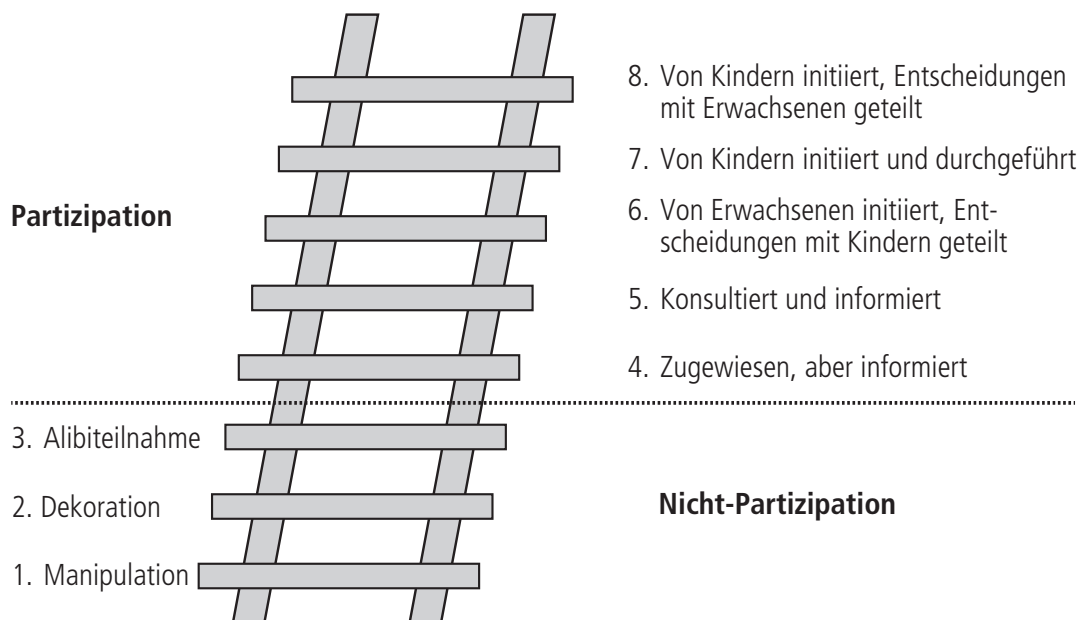 8. Von Kindern initiiert, Entscheidungen
mit Erwachsenen geteilt
7. Von Kindern initiiert und durchgeführt
Partizipation
6. Von Erwachsenen initiiert, Ent-
scheidungen mit Kindern geteilt
5. Konsultiert und informiert
4. Zugewiesen, aber informiert
3. Alibiteilnahme
2. Dekoration
Nicht-Partizipation
1. Manipulation